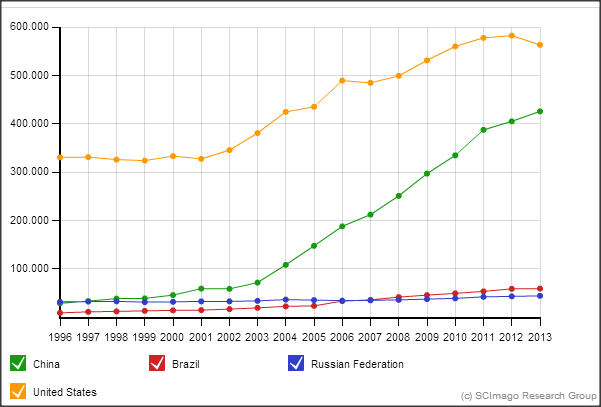 600.000
500.000
400.000
300.000
200.000
100.000
1996 1997 1998 1999 2000 2001 2002 2003 2004 2005 2006 2007 2008 2009 2010 2011 2012 2013
China Brazil Russian Federation
United States
(c) SCImago Research Group